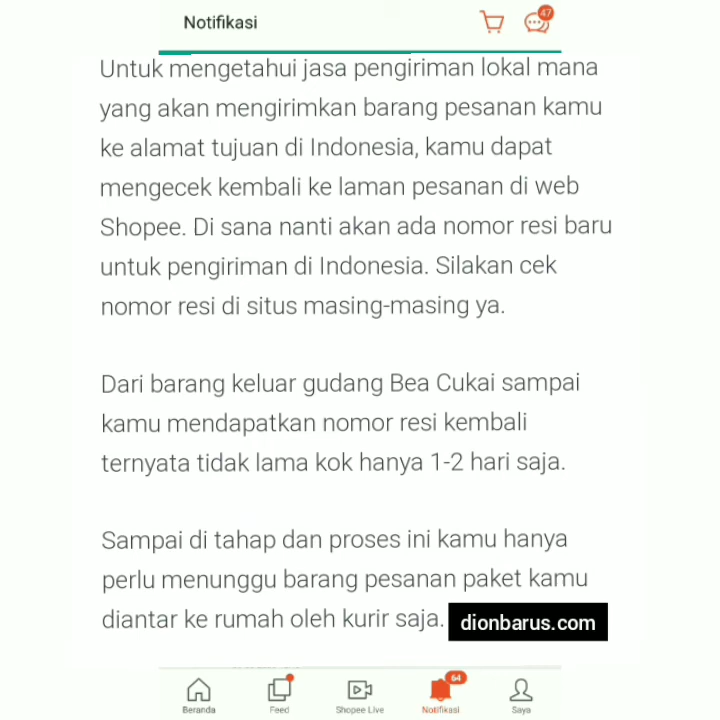 Notifikasi
47
Untuk mengetahui jasa pengiriman lokal mana
yang akan mengirimkan barang pesanan kamu
ke alamat tujuan di Indonesia, kamu dapat
mengecek kembali ke laman pesanan di web
Shopee. Di sana nanti akan ada nomor resi baru
untuk pengiriman di Indonesia. Silakan cek
nomor resi di situs masing-masing ya.
Dari barang keluar gudang Bea Cukai sampai
kamu mendapatkan nomor resi kembali
ternyata tidak lama kok hanya 1-2 hari saja.
Sampai di tahap dan proses ini kamu hanya
perlu menunggu barang pesanan paket kamu
diantar ke rumah oleh kurir saja. dionbarus.com
64
Beranda Feed Shopee Live Notifikasi Saya